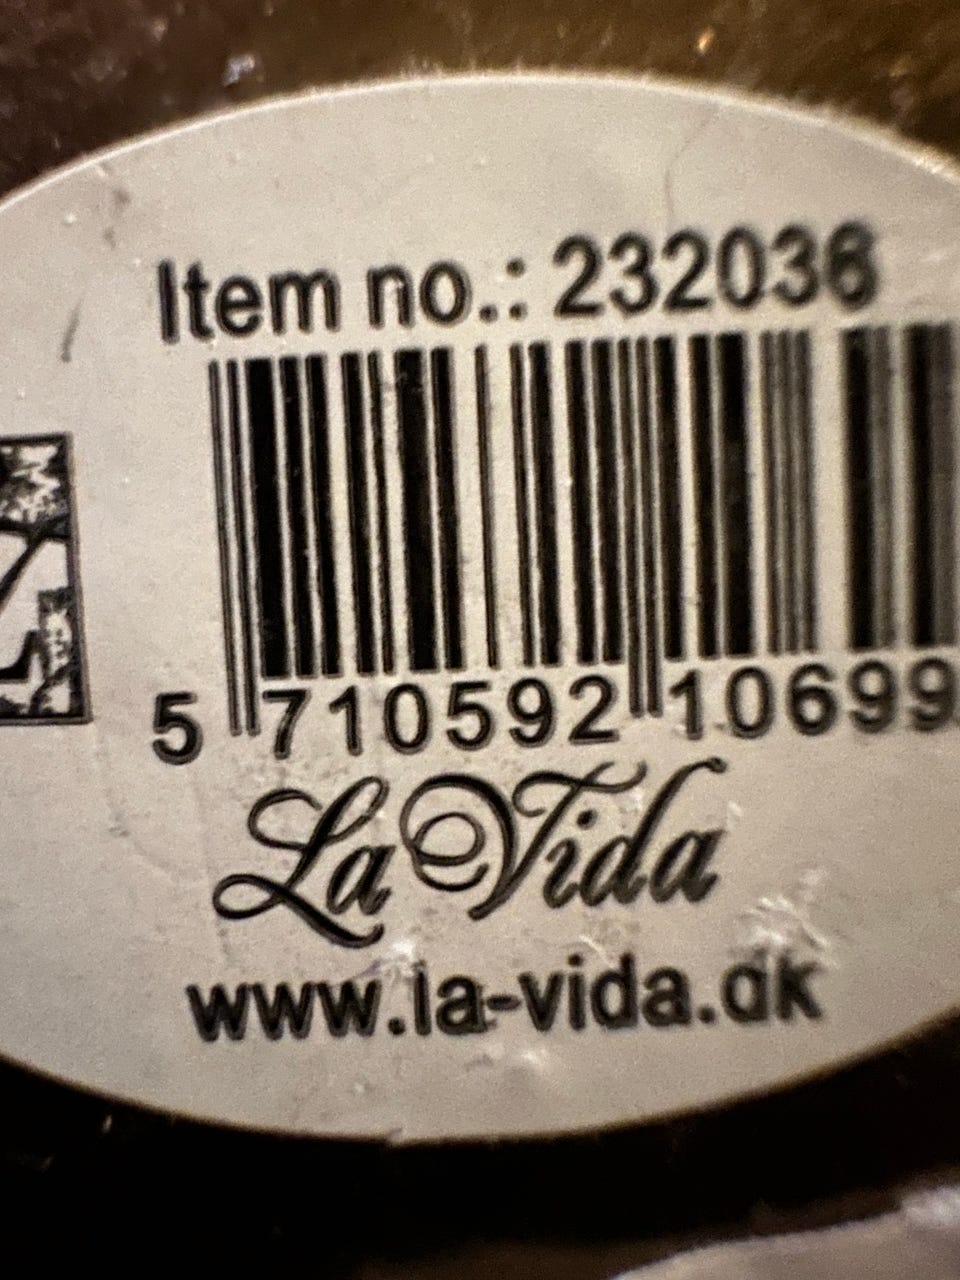 Item no.: 232036
5 710592 10699
La Vida
www.la-vida.dk